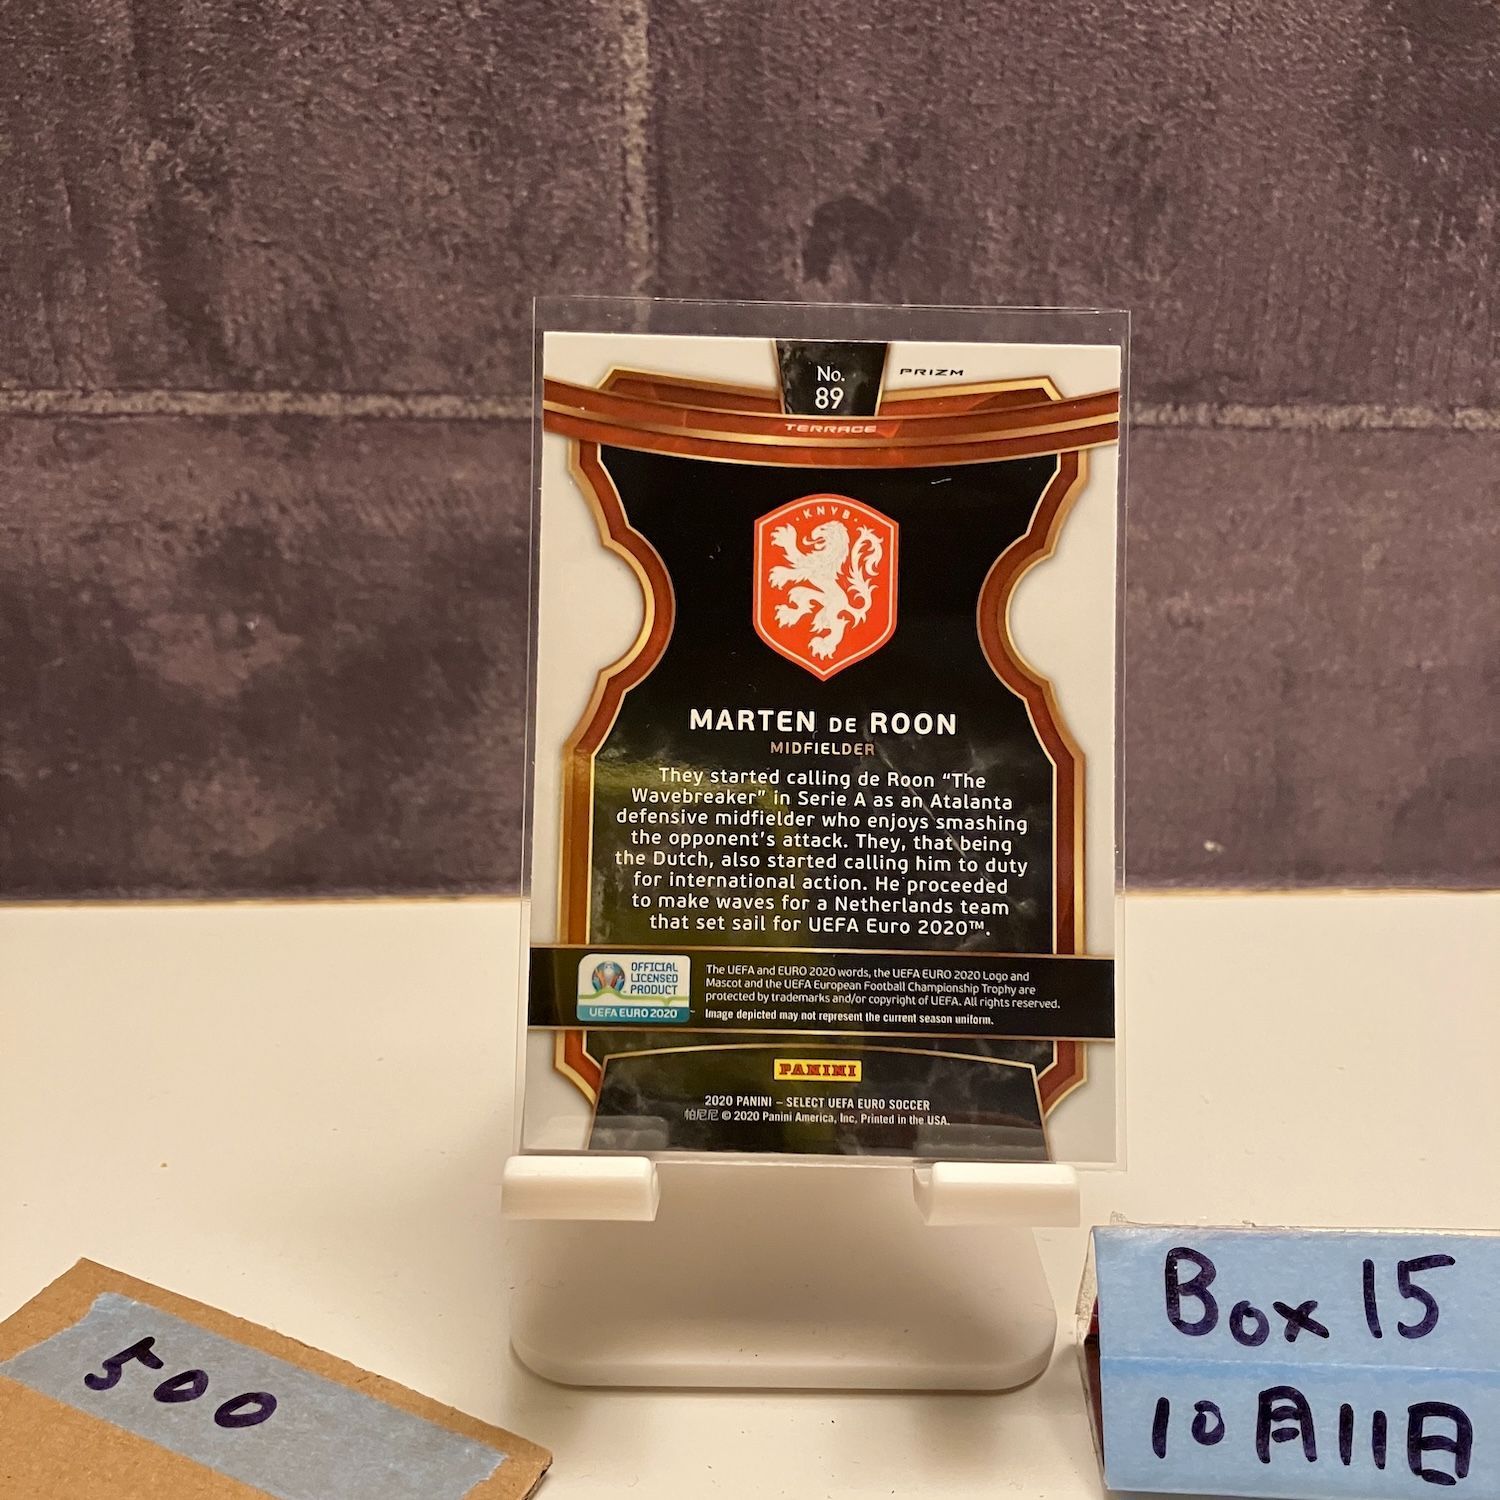 No.
89
PRIZM
TERRACE
KNVB
MARTEN DE ROON
MIDFIELDER
They started calling de Roon “The
Wavebreaker” in Serie A as an Atalanta
defensive midfielder who enjoys smashing
the opponent’s attack. They, that being
the Dutch, also started calling him to duty
for international action. He proceeded
to make waves for a Netherlands team
that set sail for UEFA Euro 2020™.
OFFICIAL
LICENSED
PRODUCT
UEFA EURO 2020™
The UEFA and EURO 2020 words, the UEFA EURO 2020 Logo and
Mascot and the UEFA European Football Championship Trophy are
protected by trademarks and/or copyright of UEFA. All rights reserved.
Image depicted may not represent the current season uniform.
PANINI
2020 PANINI – SELECT UEFA EURO SOCCER
帕尼尼 © 2020 Panini America, Inc. Printed in the USA.
500
Box 15
10月11日